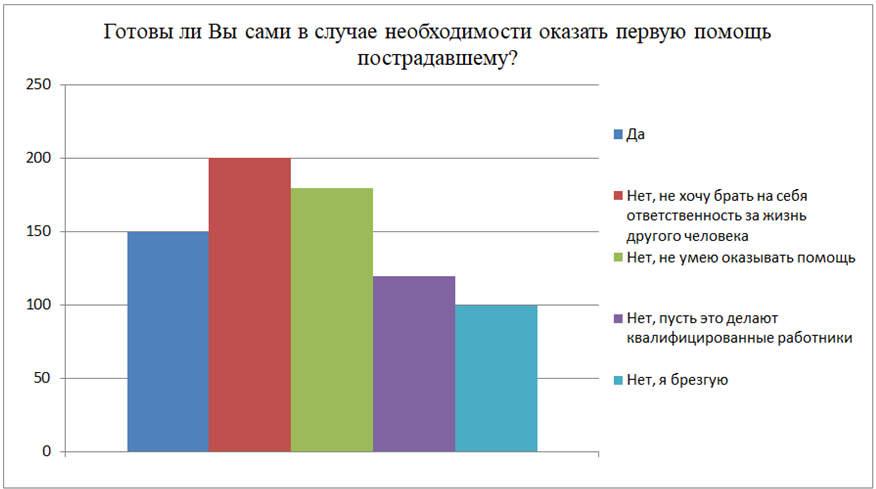 Готовы ли Вы сами в случае необходимости оказать первую помощь
пострадавшему?
250
200
150
100
50
0
Да
Нет, не хочу брать на себя
ответственность за жизнь
другого человека
Нет, не умею оказывать помощь
Нет, пусть это делают
квалифицированные работники
Нет, я брезгую